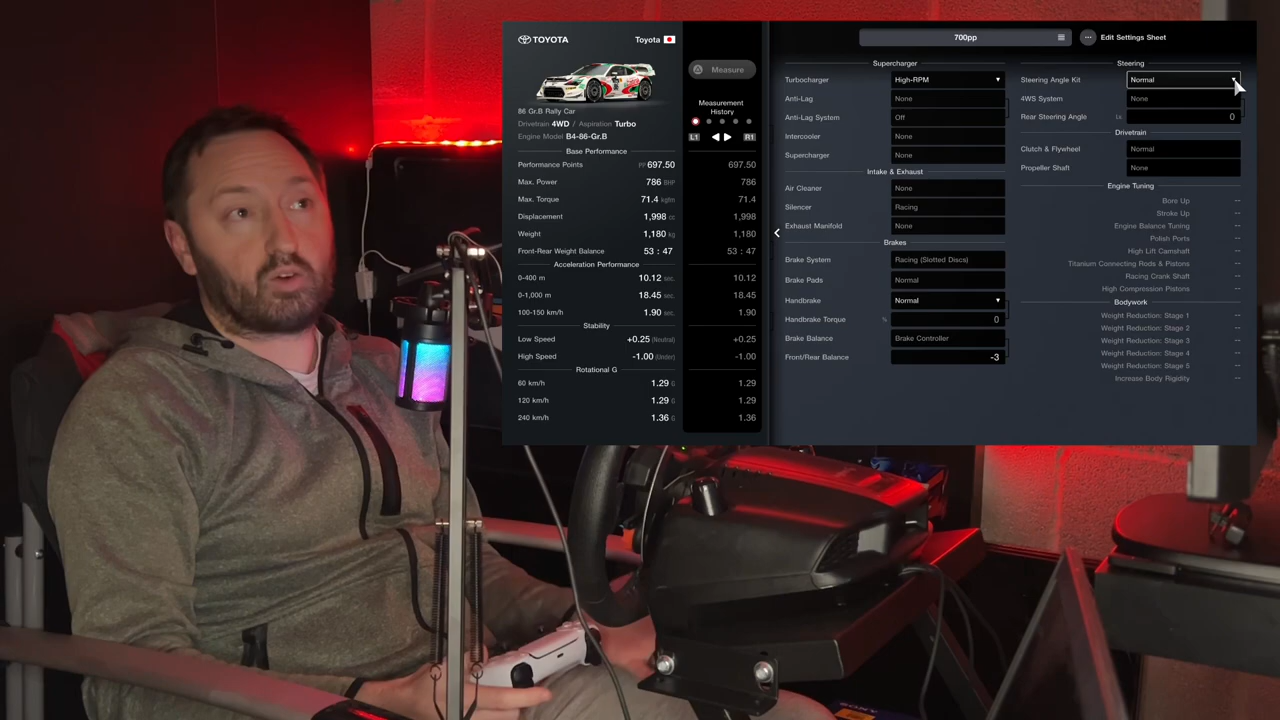 TOYOTA
Toyota
86 Gr.B Rally Car
Drivetrain 4WD / Aspiration Turbo
Engine Model B4-86-Gr.B
Base Performance
Performance Points PP 697.50
Max. Power 786 BHP
Max. Torque 71.4 kgfm
Displacement 1,998 cc
Weight 1,180 kg
Front-Rear Weight Balance 53 : 47
Acceleration Performance
0-400 m 10.12 sec.
0-1,000 m 18.45 sec.
100-150 km/h 1.90 sec.
Stability
Low Speed +0.25 (Neutral)
High Speed -1.00 (Under)
Rotational G
60 km/h 1.29 G
120 km/h 1.29 G
240 km/h 1.36 G
Measure
Measurement
History
L1 R1
697.50
786
71.4
1,998
1,180
53 : 47
10.12
18.45
1.90
+0.25
-1.00
1.29
1.29
1.36
700pp
Edit Settings Sheet
Supercharger
Turbocharger High-RPM
Anti-Lag None
Anti-Lag System Off
Intercooler None
Supercharger None
Intake & Exhaust
Air Cleaner None
Silencer Racing
Exhaust Manifold None
Brakes
Brake System Racing (Slotted Discs)
Brake Pads Normal
Handbrake Normal
Handbrake Torque % 0
Brake Balance Brake Controller
Front/Rear Balance -3
Steering
Steering Angle Kit Normal
4WS System None
Rear Steering Angle 0
Drivetrain
Clutch & Flywheel Normal
Propeller Shaft None
Engine Tuning
Bore Up --
Stroke Up --
Engine Balance Tuning --
Polish Ports --
High Lift Camshaft --
Titanium Connecting Rods & Pistons --
Racing Crank Shaft --
High Compression Pistons --
Bodywork
Weight Reduction: Stage 1 --
Weight Reduction: Stage 2 --
Weight Reduction: Stage 3 --
Weight Reduction: Stage 4 --
Weight Reduction: Stage 5 --
Increase Body Rigidity --